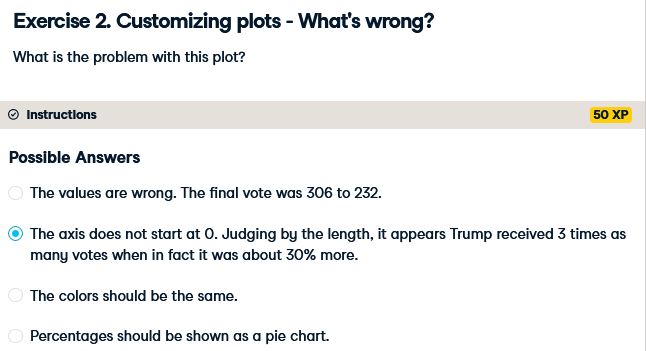 Exercise 2. Customizing plots - What's wrong?
What is the problem with this plot?
Instructions 50 XP
Possible Answers
The values are wrong. The final vote was 306 to 232.
The axis does not start at 0. Judging by the length, it appears Trump received 3 times as
many votes when in fact it was about 30% more.
The colors should be the same.
Percentages should be shown as a pie chart.